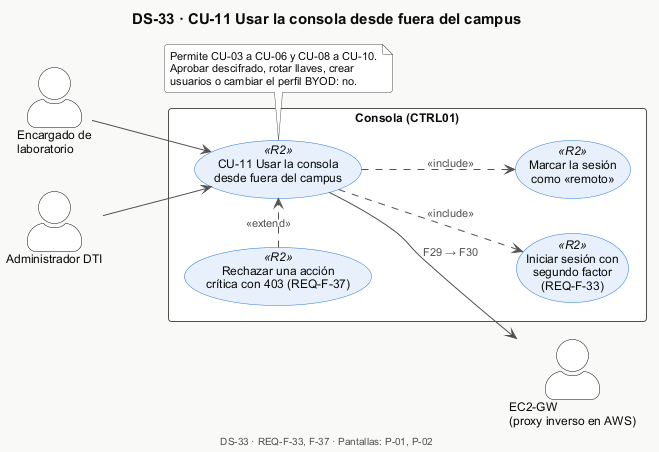 DS-33 · CU-11 Usar la consola desde fuera del campus
Permite CU-03 a CU-06 y CU-08 a CU-10.
Aprobar descifrado, rotar llaves, crear
usuarios o cambiar el perfil BYOD: no.
Consola (CTRL01)
Encargado de
laboratorio
«R2»
CU-11 Usar la consola
desde fuera del campus
«include»
«R2»
Marcar la sesión
como «remoto»
Administrador DTI
«extend»
«include»
F29 → F30
«R2»
Rechazar una acción
crítica con 403 (REQ-F-37)
«R2»
Iniciar sesión con
segundo factor
(REQ-F-33)
EC2-GW
(proxy inverso en AWS)
DS-33 · REQ-F-33, F-37 · Pantallas: P-01, P-02